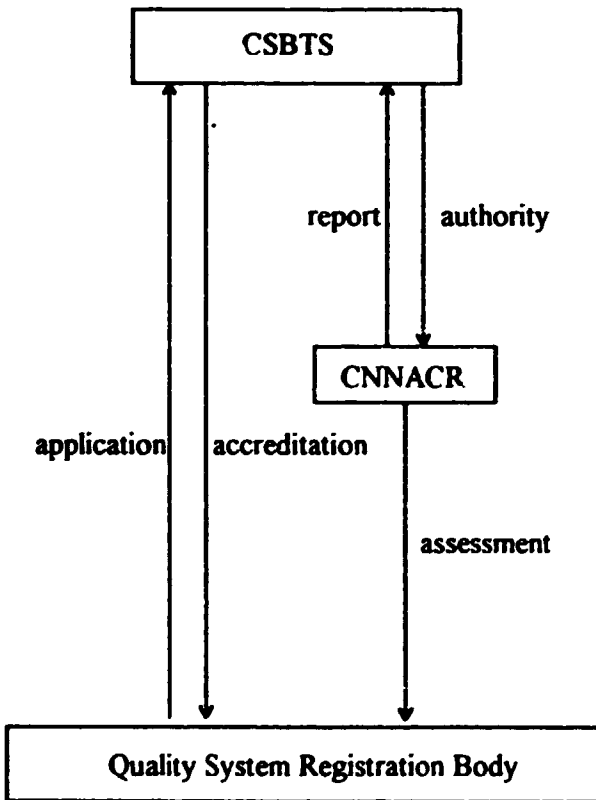 CSBTS
report
authority
CNNACR
application
accreditation
assessment
Quality System Registration Body